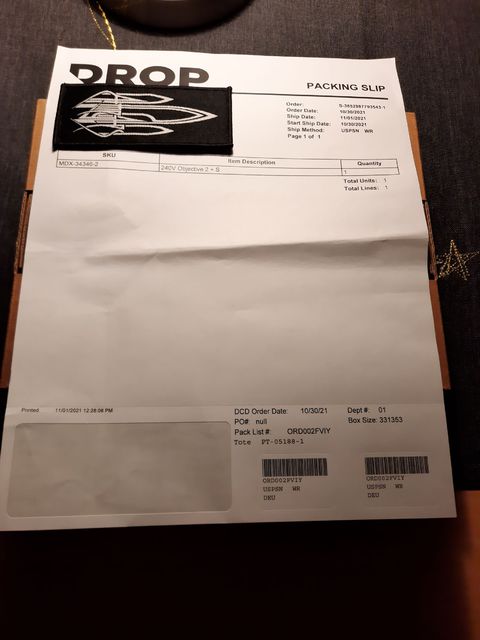 DROP
PACKING SLIP
Order: S-3652987793543-1
Order Date: 10/30/2021
Ship Date: 11/01/2021
Start Ship Date: 10/30/2021
Ship Method: USPSN WR
Page 1 of 1
SKU Item Description Quantity
MDX-34346-2 240V Objective 2 + S 1
Total Units: 1
Total Lines: 1
Printed: 11/01/2021 12:28:08 PM
DCD Order Date: 10/30/21 Dept #: 01
PO#: null Box Size: 331353
Pack List #: ORD002FVIY
Tote PT-05188-1
ORD002FVIY ORD002FVIY
USPSN WR USPSN WR
DKU DEU